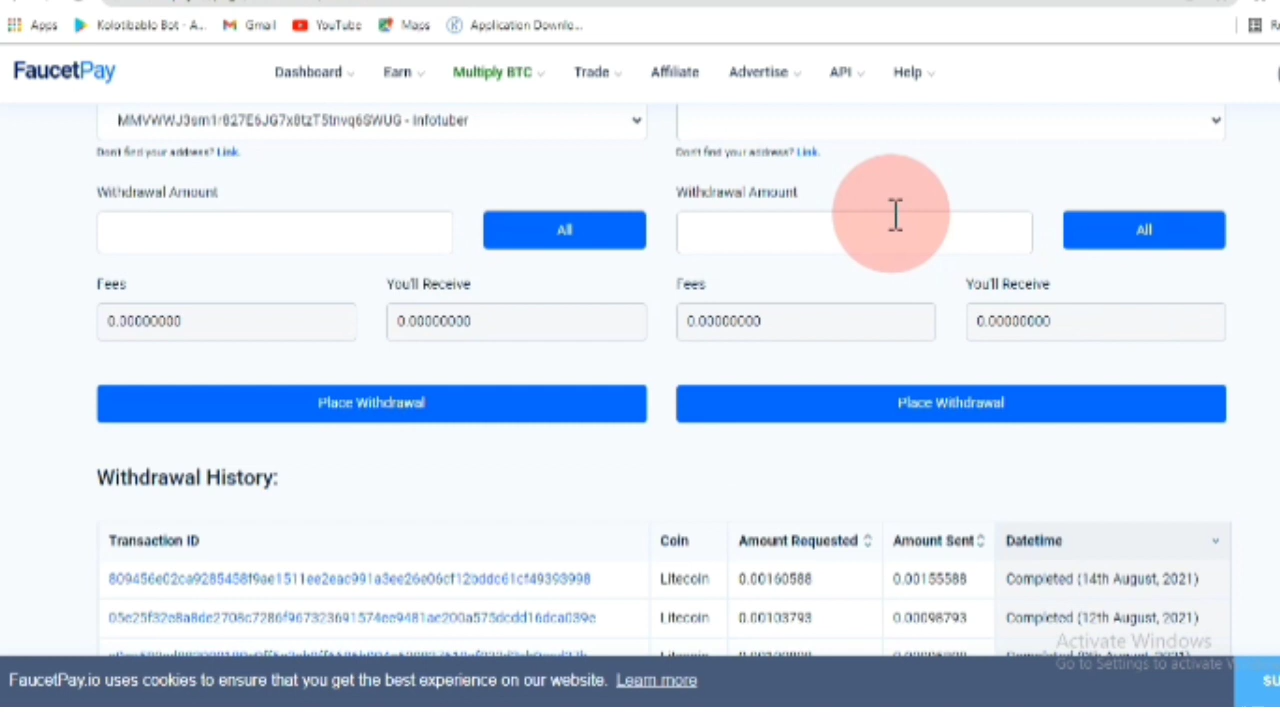 Apps Kolotibablo Bot - A... Gmail YouTube Maps Application Downlo...
FaucetPay Dashboard Earn Multiply BTC Trade Affiliate Advertise API Help
Infotuber
Don't find your address? Link. Don't find your address? Link.
Withdrawal Amount Withdrawal Amount
All All
Fees You'll Receive Fees You'll Receive
0.00000000 0.00000000 0.00000000 0.00000000
Place Withdrawal Place Withdrawal
Withdrawal History:
Transaction ID Coin Amount Requested Amount Sent Datetime
Litecoin 0.00160588 0.00155588 Completed (14th August, 2021)
Litecoin 0.00103793 0.00098793 Completed (12th August, 2021)
Activate Windows
Go to Settings to activate
FaucetPay.io uses cookies to ensure that you get the best experience on our website. Learn more